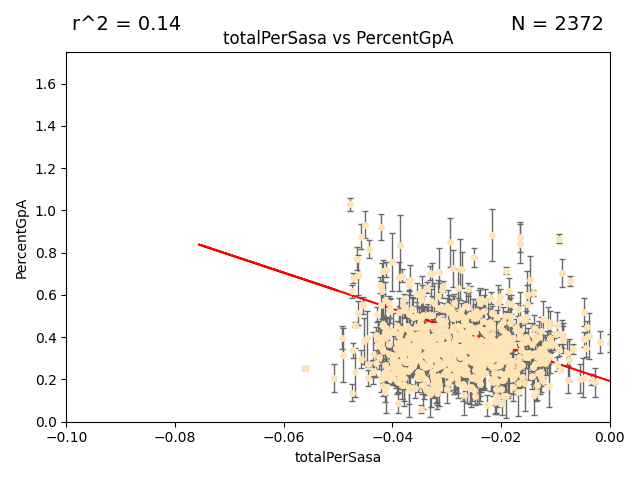 r^2 = 0.14 N = 2372
totalPerSasa vs PercentGpA
PercentGpA
1.6
1.4
1.2
1.0
0.8
0.6
0.4
0.2
0.0
−0.10 −0.08 −0.06 −0.04 −0.02 0.00
totalPerSasa